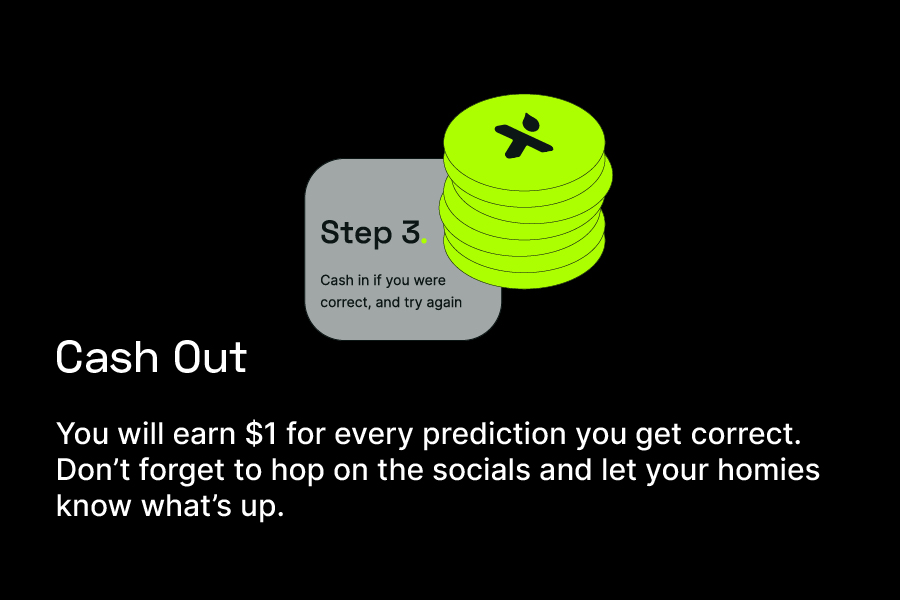 Step 3.
Cash in if you were
correct, and try again
Cash Out
You will earn $1 for every prediction you get correct.
Don’t forget to hop on the socials and let your homies
know what’s up.